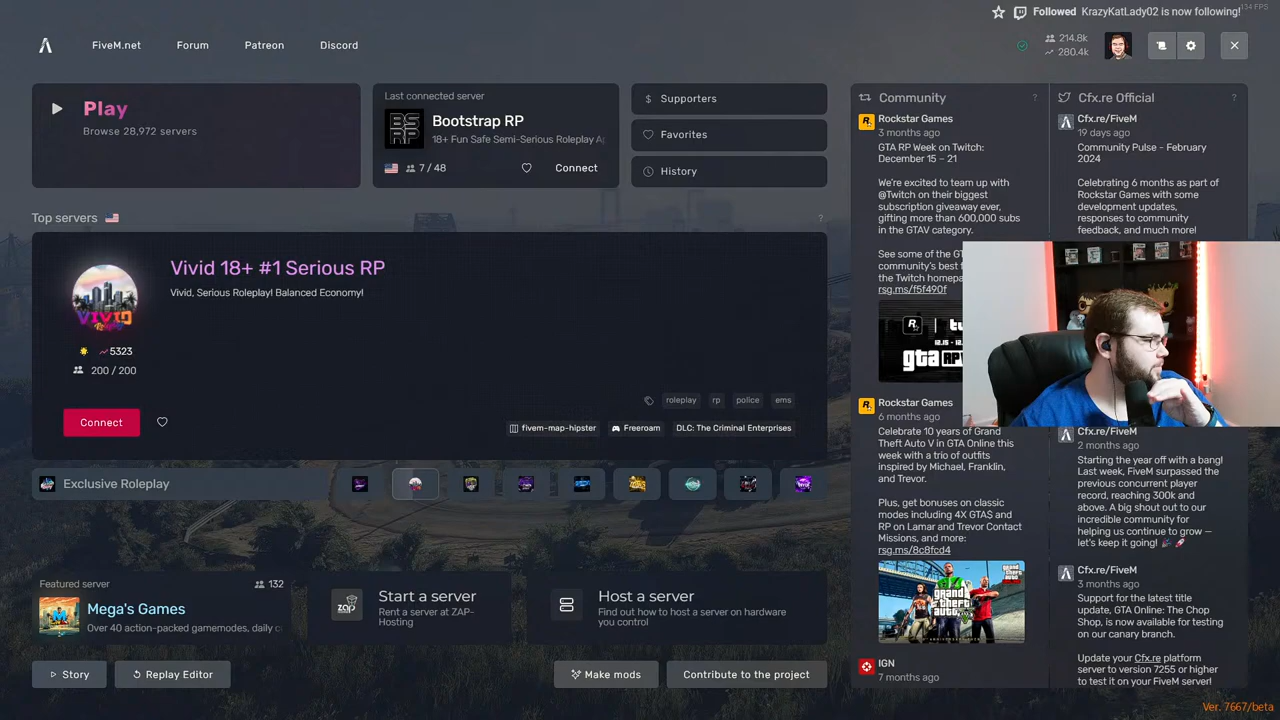 Followed KrazyKatLady02 is now following!
134 FPS
FiveM.net
Forum
Patreon
Discord
214.8k
280.4k
Play
Browse 28,972 servers
Last connected server
BS
RP
Bootstrap RP
18+ Fun Safe Semi-Serious Roleplay
7 / 48
Connect
$ Supporters
Favorites
History
Top servers
?
Vivid 18+ #1 Serious RP
Vivid, Serious Roleplay! Balanced Economy!
VIVID
5323
200 / 200
Connect
roleplay
rp
police
ems
fivem-map-hipster
Freeroam
DLC: The Criminal Enterprises
Exclusive Roleplay
Featured server
132
Mega's Games
Over 40 action-packed gamemodes, daily
ZAP
Start a server
Rent a server at ZAP-
Hosting
Host a server
Find out how to host a server on hardware
you control
Story
Replay Editor
Make mods
Contribute to the project
Community
?
Rockstar Games
3 months ago
GTA RP Week on Twitch:
December 15 – 21
We're excited to team up with
@Twitch on their biggest
subscription giveaway ever,
gifting more than 600,000 subs
in the GTAV category.
See some of the
community's best
the Twitch
rsg.ms/f5f490f
12.15 -
gta
Rockstar Games
6 months ago
Celebrate 10 years of Grand
Theft Auto V in GTA Online this
week with a trio of outfits
inspired by Michael, Franklin,
and Trevor.
Plus, get bonuses on classic
modes including 4X GTA$ and
RP on Lamar and Trevor Contact
Missions, and more:
rsg.ms/8c8fcd4
grand
theft
auto
IGN
7 months ago
Cfx.re Official
?
Cfx.re/FiveM
19 days ago
Community Pulse - February
2024
Celebrating 6 months as part of
Rockstar Games with some
development updates,
responses to community
feedback, and much more!
Cfx.re/FiveM
2 months ago
Starting the year off with a bang!
Last week, FiveM surpassed the
previous concurrent player
record, reaching 300k and
above. A big shout out to our
incredible community for
helping us continue to grow —
let's keep it going! 🎉 🚀
Cfx.re/FiveM
3 months ago
Support for the latest title
update, GTA Online: The Chop
Shop, is now available for testing
on our canary branch.
Update your Cfx.re platform
server to version 7255 or higher
to test it on your FiveM server!
Ver. 7667/beta